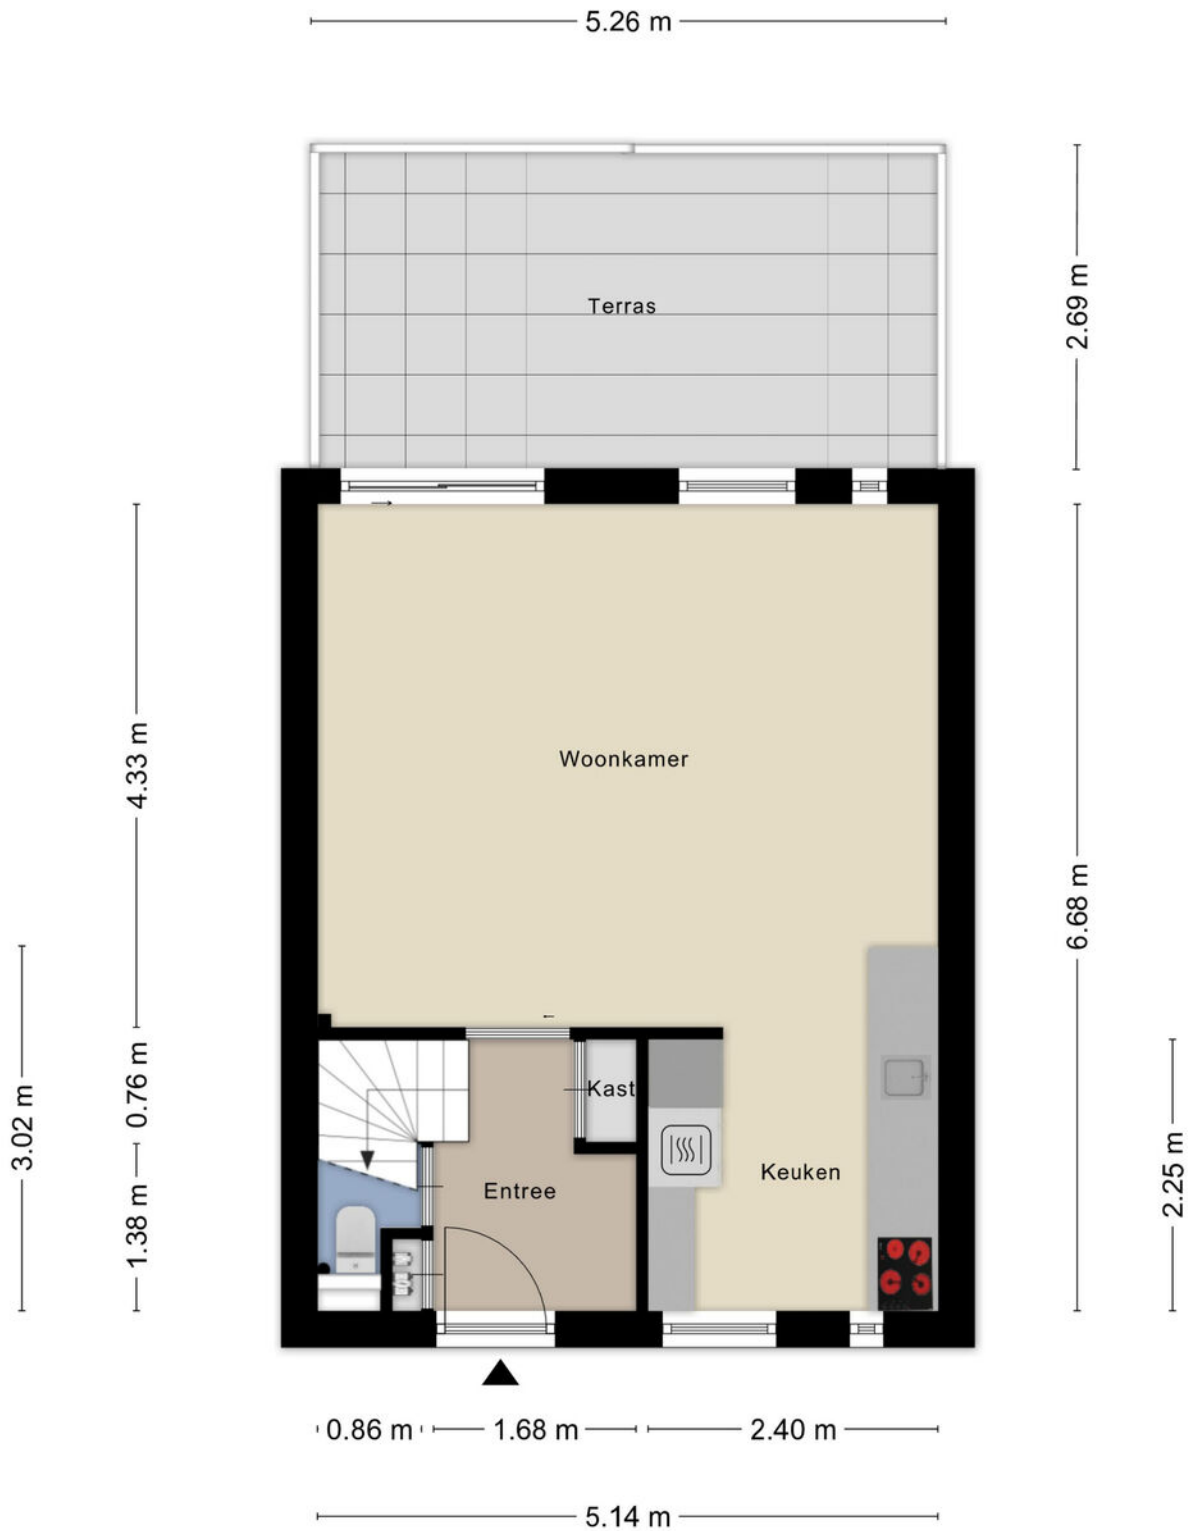 5.26 m
Terras
2.69 m
Woonkamer
4.33 m
6.68 m
0.76 m
Kast
3.02 m
2.25 m
Keuken
Entree
1.38 m
0.86 m
1.68 m
2.40 m
5.14 m